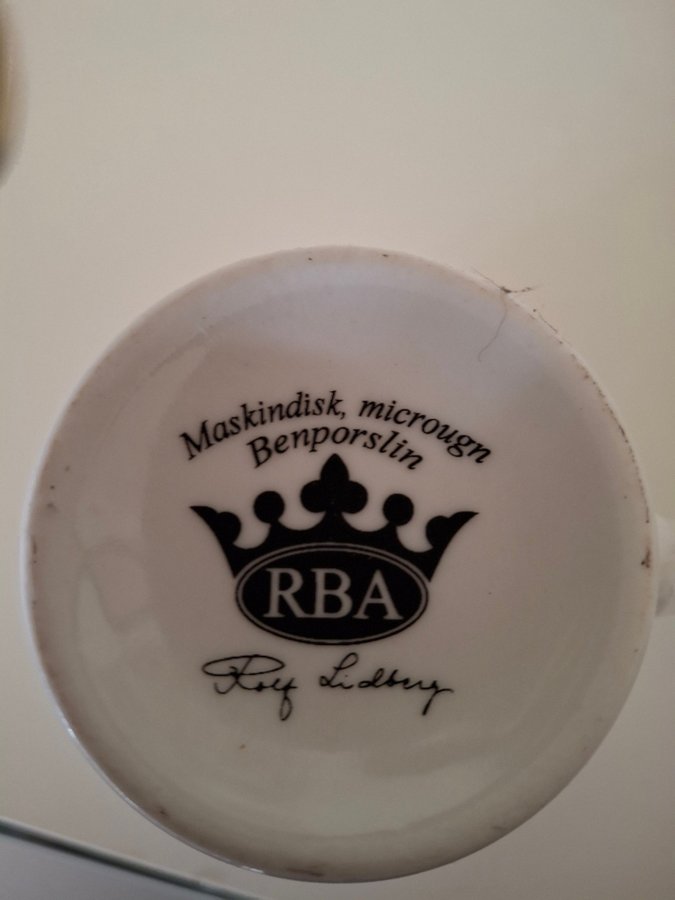 Maskindisk, microugn
Benporslin
RBA
Rolf Lidberg